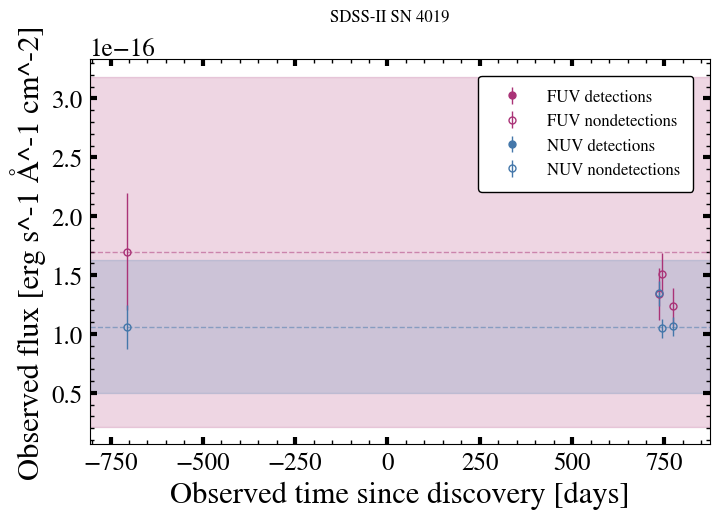 SDSS-II SN 4019
1e−16
Observed flux [erg s^-1 Å^-1 cm^-2]
3.0
2.5
2.0
1.5
1.0
0.5
FUV detections
FUV nondetections
NUV detections
NUV nondetections
−750 −500 −250 0 250 500 750
Observed time since discovery [days]